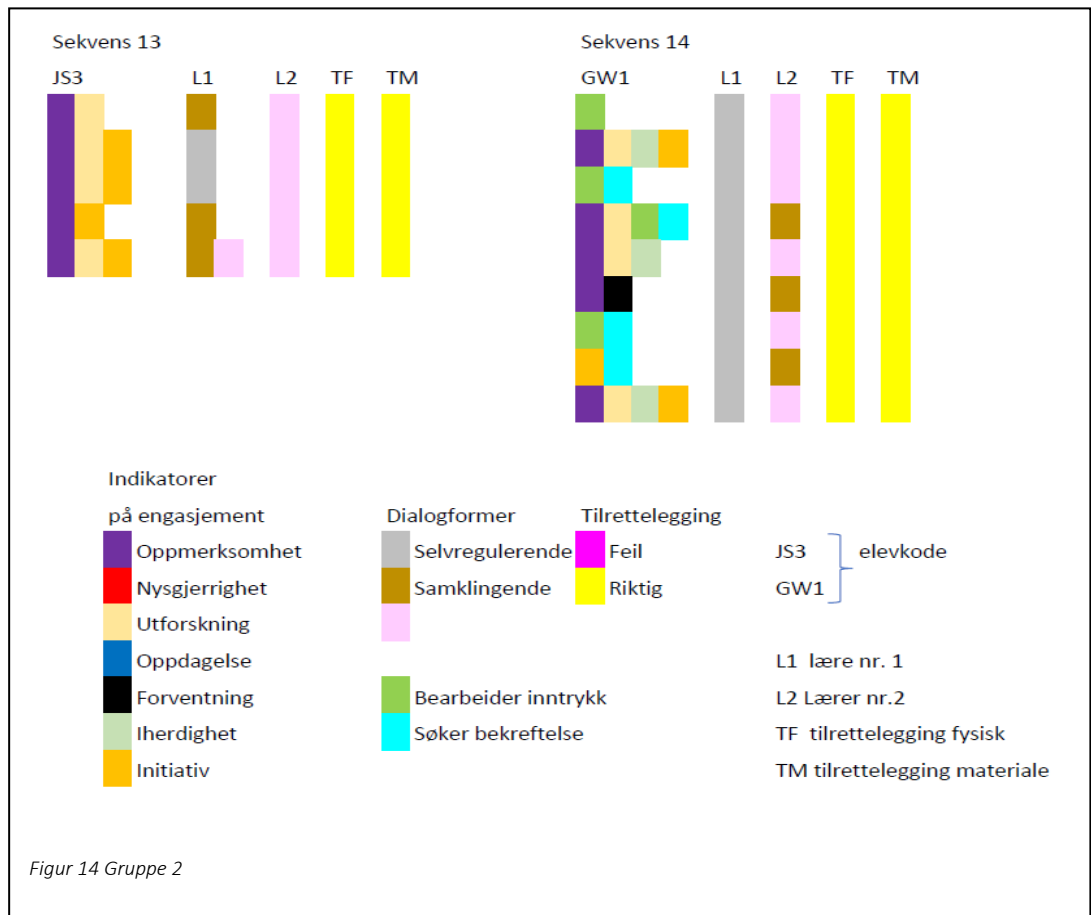 Sekvens 13
Sekvens 14
JS3 L1 L2 TF TM
GW1 L1 L2 TF TM
Indikatorer
på engasjement
Dialogformer
Tilrettelegging
Oppmerksomhet
Selvregulerende
Feil
JS3
elevkode
Nysgjerrighet
Samklingende
Riktig
GW1
Utforskning
Oppdagelse
L1 lære nr. 1
Forventning
Bearbeider inntrykk
L2 Lærer nr.2
Iherdighet
Søker bekreftelse
TF tilrettelegging fysisk
Initiativ
TM tilrettelegging materiale
Figur 14 Gruppe 2